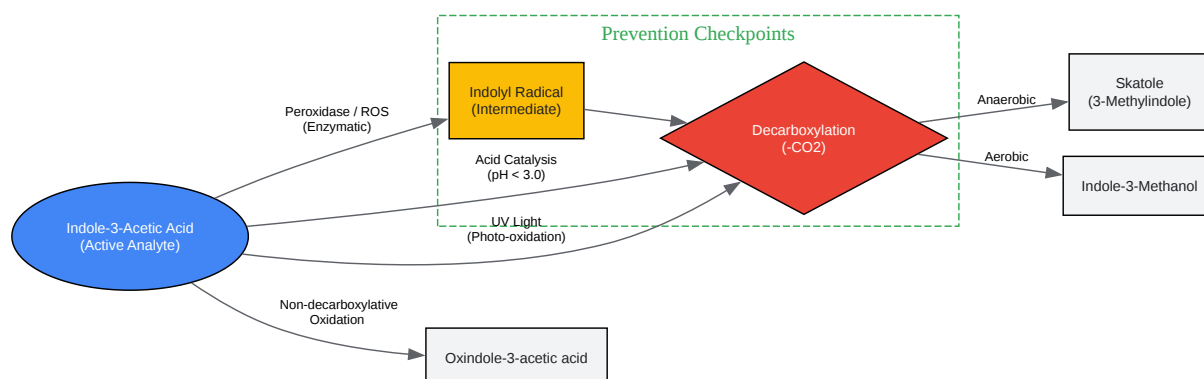 Prevention Checkpoints
Indolyl Radical
(Intermediate)
Peroxidase / ROS
(Enzymatic)
Decarboxylation
(-CO2)
Anaerobic
Skatole
(3-Methylindole)
Aerobic
Indole-3-Methanol
Acid Catalysis
(pH < 3.0)
UV Light
(Photo-oxidation)
Indole-3-Acetic Acid
(Active Analyte)
Non-decarboxylative
Oxidation
Oxindole-3-acetic acid